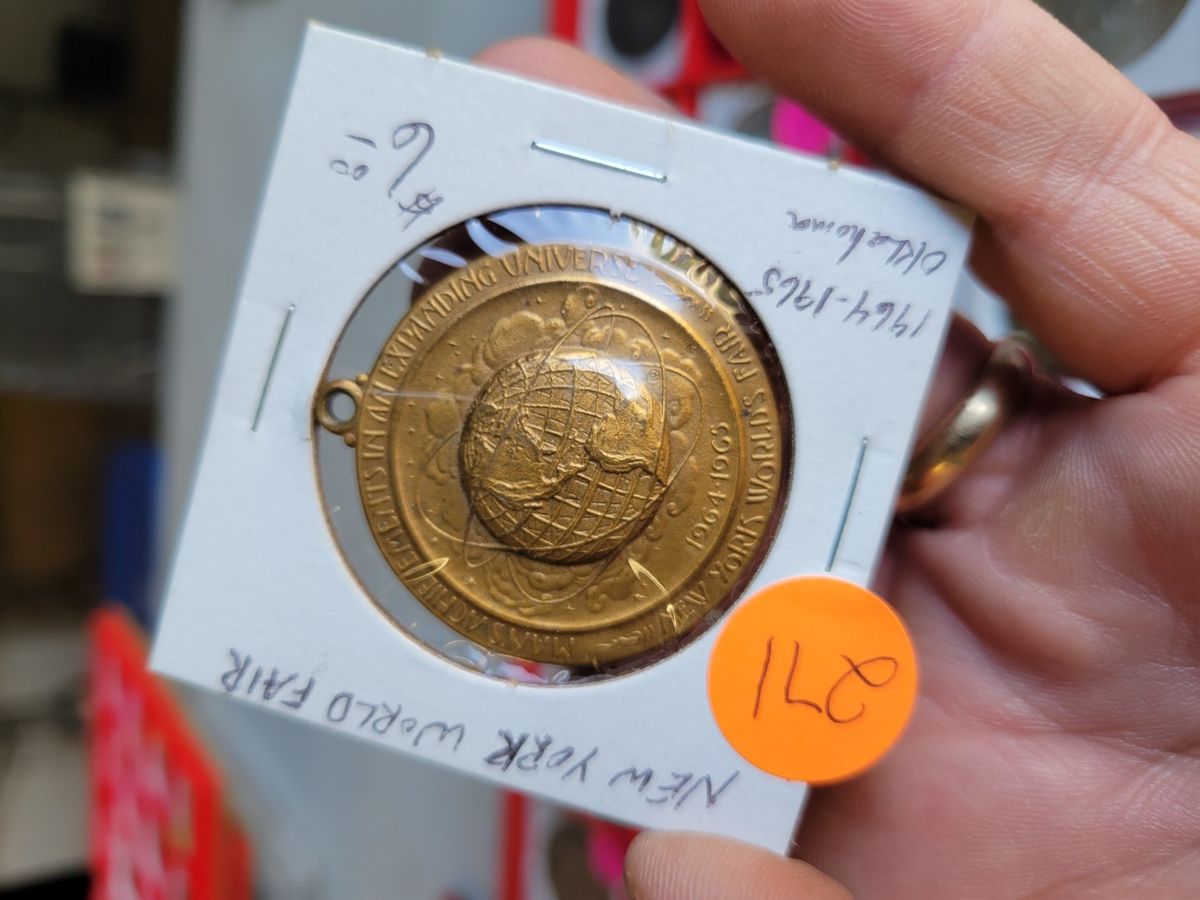 NEW YORK WORLD FAIR
271
MAN'S ACHIEVEMENTS IN AN EXPANDING UNIVERSE
NEW YORK WORLD'S FAIR
1964·1965
1964-1965
Oklahoma
$6.00